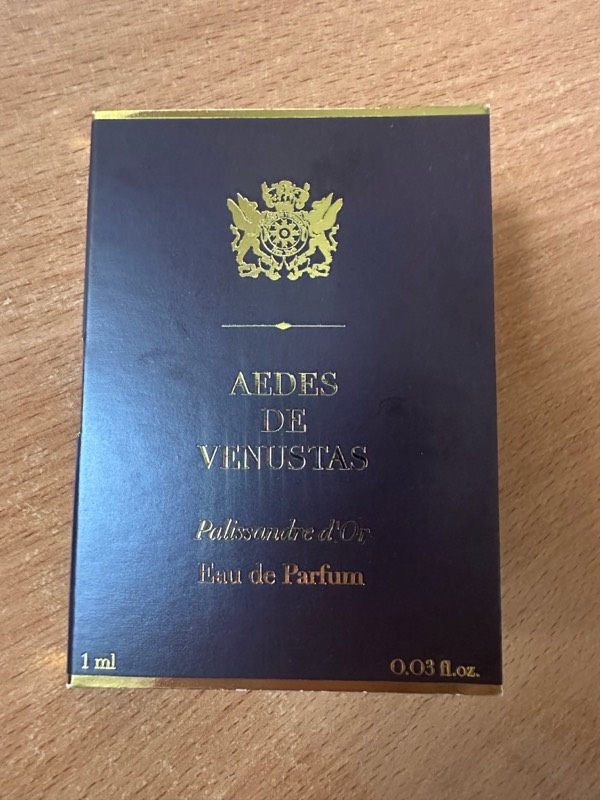 AEDES
DE
VENUSTAS
Palissandre d'Or
Eau de Parfum
1 ml
0.03 fl.oz.